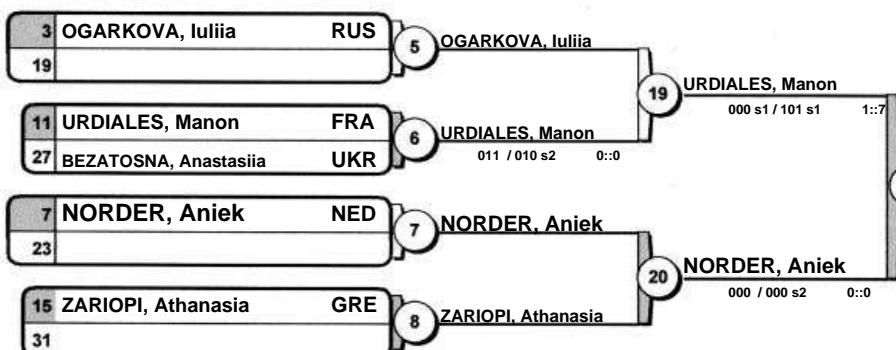 3 OGARKOVA, Iuliia RUS
19
5 OGARKOVA, Iuliia
11 URDIALES, Manon FRA
27 BEZATOSNA, Anastasiia UKR
6 URDIALES, Manon
011 / 010 s2 0::0
19 URDIALES, Manon
000 s1 / 101 s1 1::7
7 NORDER, Aniek NED
23
7 NORDER, Aniek
15 ZARIOPI, Athanasia GRE
31
8 ZARIOPI, Athanasia
20 NORDER, Aniek
000 / 000 s2 0::0